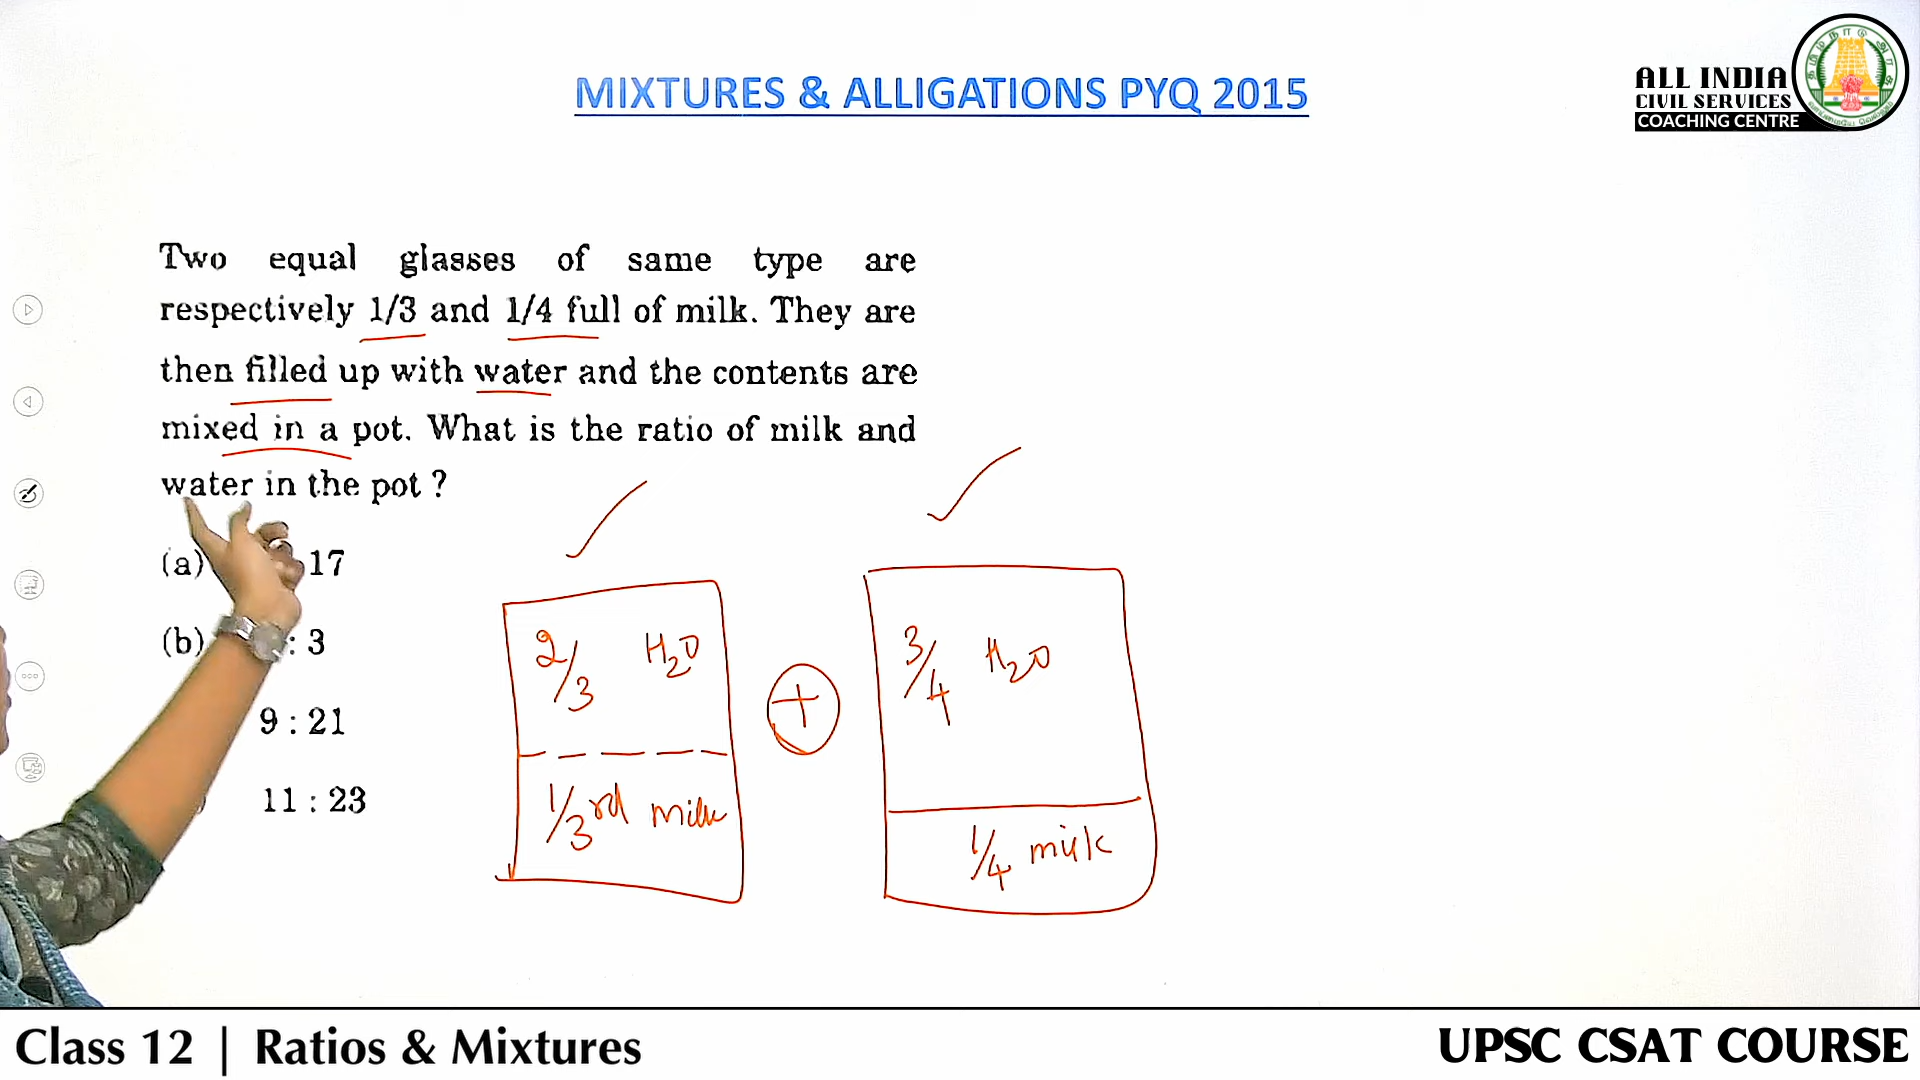 MIXTURES & ALLIGATIONS PYQ 2015
ALL INDIA
CIVIL SERVICES
COACHING CENTRE
Two equal glasses of same type are
respectively 1/3 and 1/4 full of milk. They are
then filled up with water and the contents are
mixed in a pot. What is the ratio of milk and
water in the pot ?
(a) 17
(b) : 3
9 : 21
11 : 23
2/3 H2O
1/3rd milk
+
3/4 H2O
1/4 milk
Class 12 | Ratios & Mixtures
UPSC CSAT COURSE